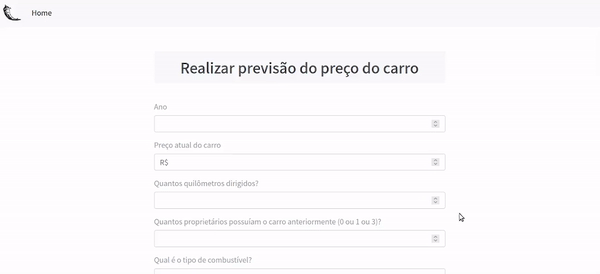 Home
Realizar previsão do preço do carro
Ano
Preço atual do carro
R$
Quantos quilômetros dirigidos?
Quantos proprietários possuíam o carro anteriormente (0 ou 1 ou 3)?
Qual é o tipo de combustível?